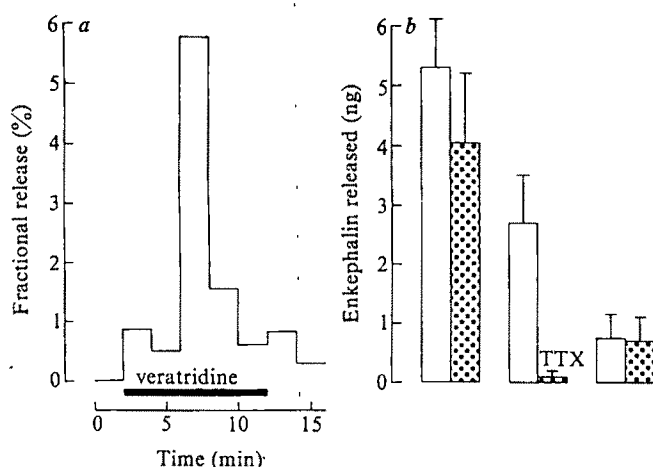 a
Fractional release (%)
6
5
4
3
2
1
0
veratridine
0 5 10 15
Time (min)
b
Enkephalin released (ng)
6
5
4
3
2
1
0
TTX